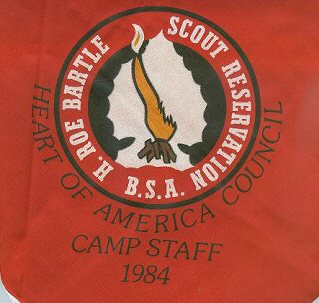 H. ROE BARTLE SCOUT RESERVATION
B.S.A.
HEART OF AMERICA COUNCIL
CAMP STAFF
1984